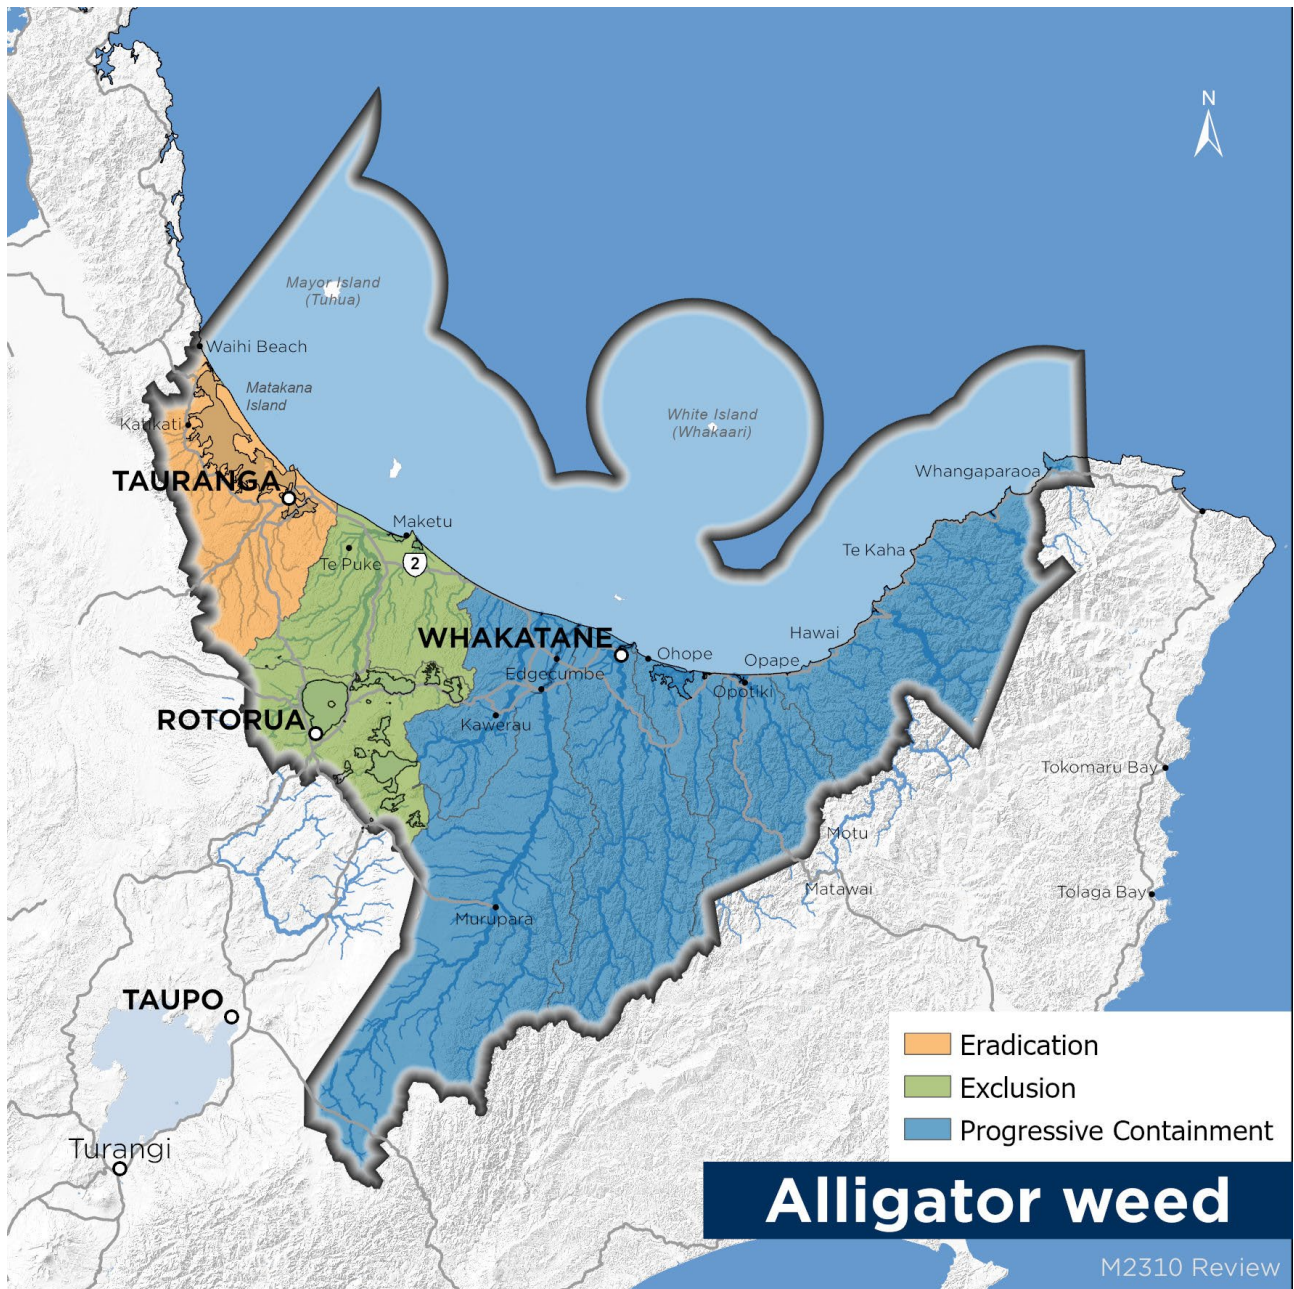 N
Mayor Island
(Tuhua)
Waihi Beach
Matakana
Island
Katikati
White Island
(Whakaari)
TAURANGA
Whangaparaoa
Maketu
Te Kaha
Te Puke
2
Hawai
WHAKATANE
Ohope
Opape
Edgecumbe
Opotiki
ROTORUA
Kawerau
Tokomaru Bay
Motu
Matawai
Tolaga Bay
Murupara
TAUPO
Turangi
Eradication
Exclusion
Progressive Containment
Alligator weed
M2310 Review